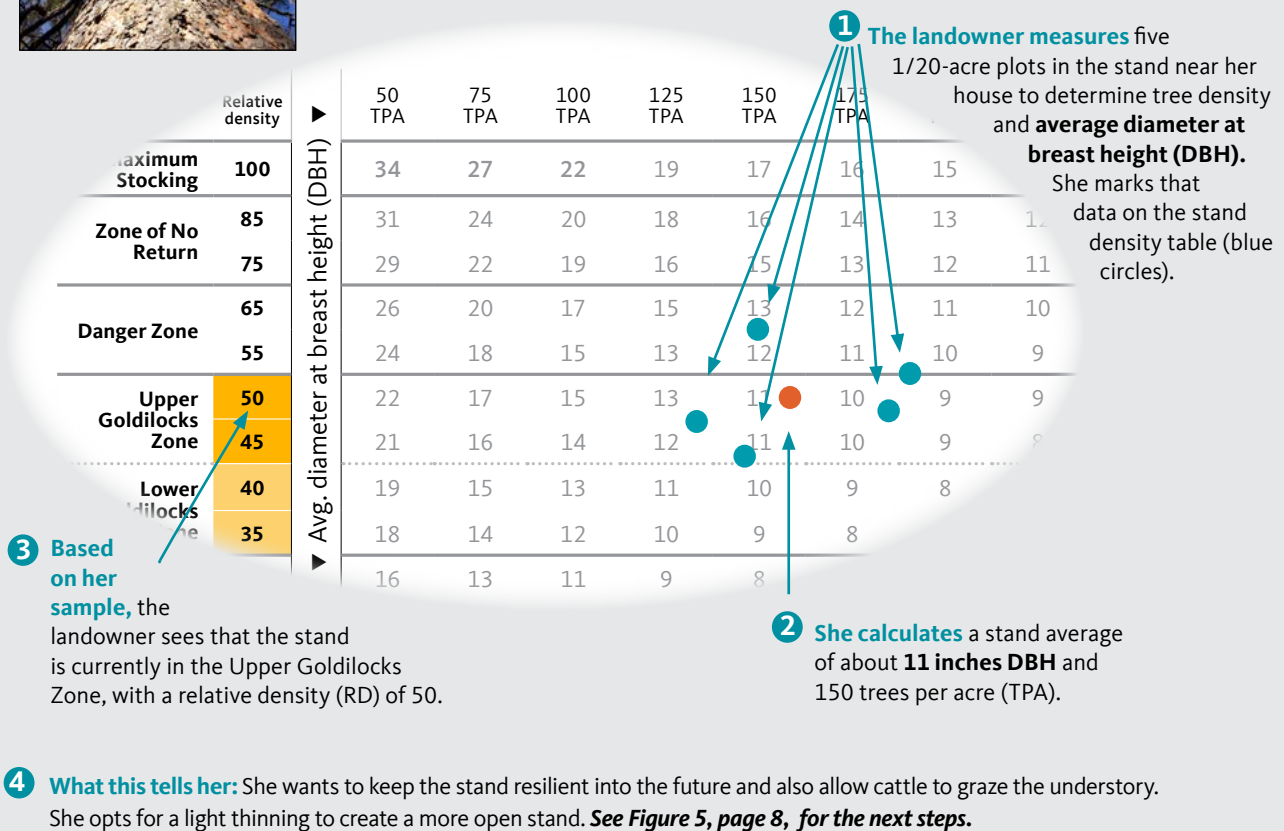 1 The landowner measures five
1/20-acre plots in the stand near her
house to determine tree density
and average diameter at
breast height (DBH).
She marks that
data on the stand
density table (blue
circles).
Relative density ▶ 50 TPA 75 TPA 100 TPA 125 TPA 150 TPA 175 TPA
▼ Avg. diameter at breast height (DBH) ▼
Stocking 100 34 27 22 19 17 16 15
Zone of No Return
85 31 24 20 18 16 14 13
75 29 22 19 16 15 13 12 11
Danger Zone
65 26 20 17 15 13 12 11 10
55 24 18 15 13 12 11 10 9
Upper Goldilocks Zone
50 22 17 15 13 11 10 9 9
45 21 16 14 12 11 10 9 8
Lower
40 19 15 13 11 10 9 8
35 18 14 12 10 9 8
16 13 11 9 8
3 Based
on her
sample, the
landowner sees that the stand
is currently in the Upper Goldilocks
Zone, with a relative density (RD) of 50.
2 She calculates a stand average
of about 11 inches DBH and
150 trees per acre (TPA).
4 What this tells her: She wants to keep the stand resilient into the future and also allow cattle to graze the understory.
She opts for a light thinning to create a more open stand. See Figure 5, page 8, for the next steps.